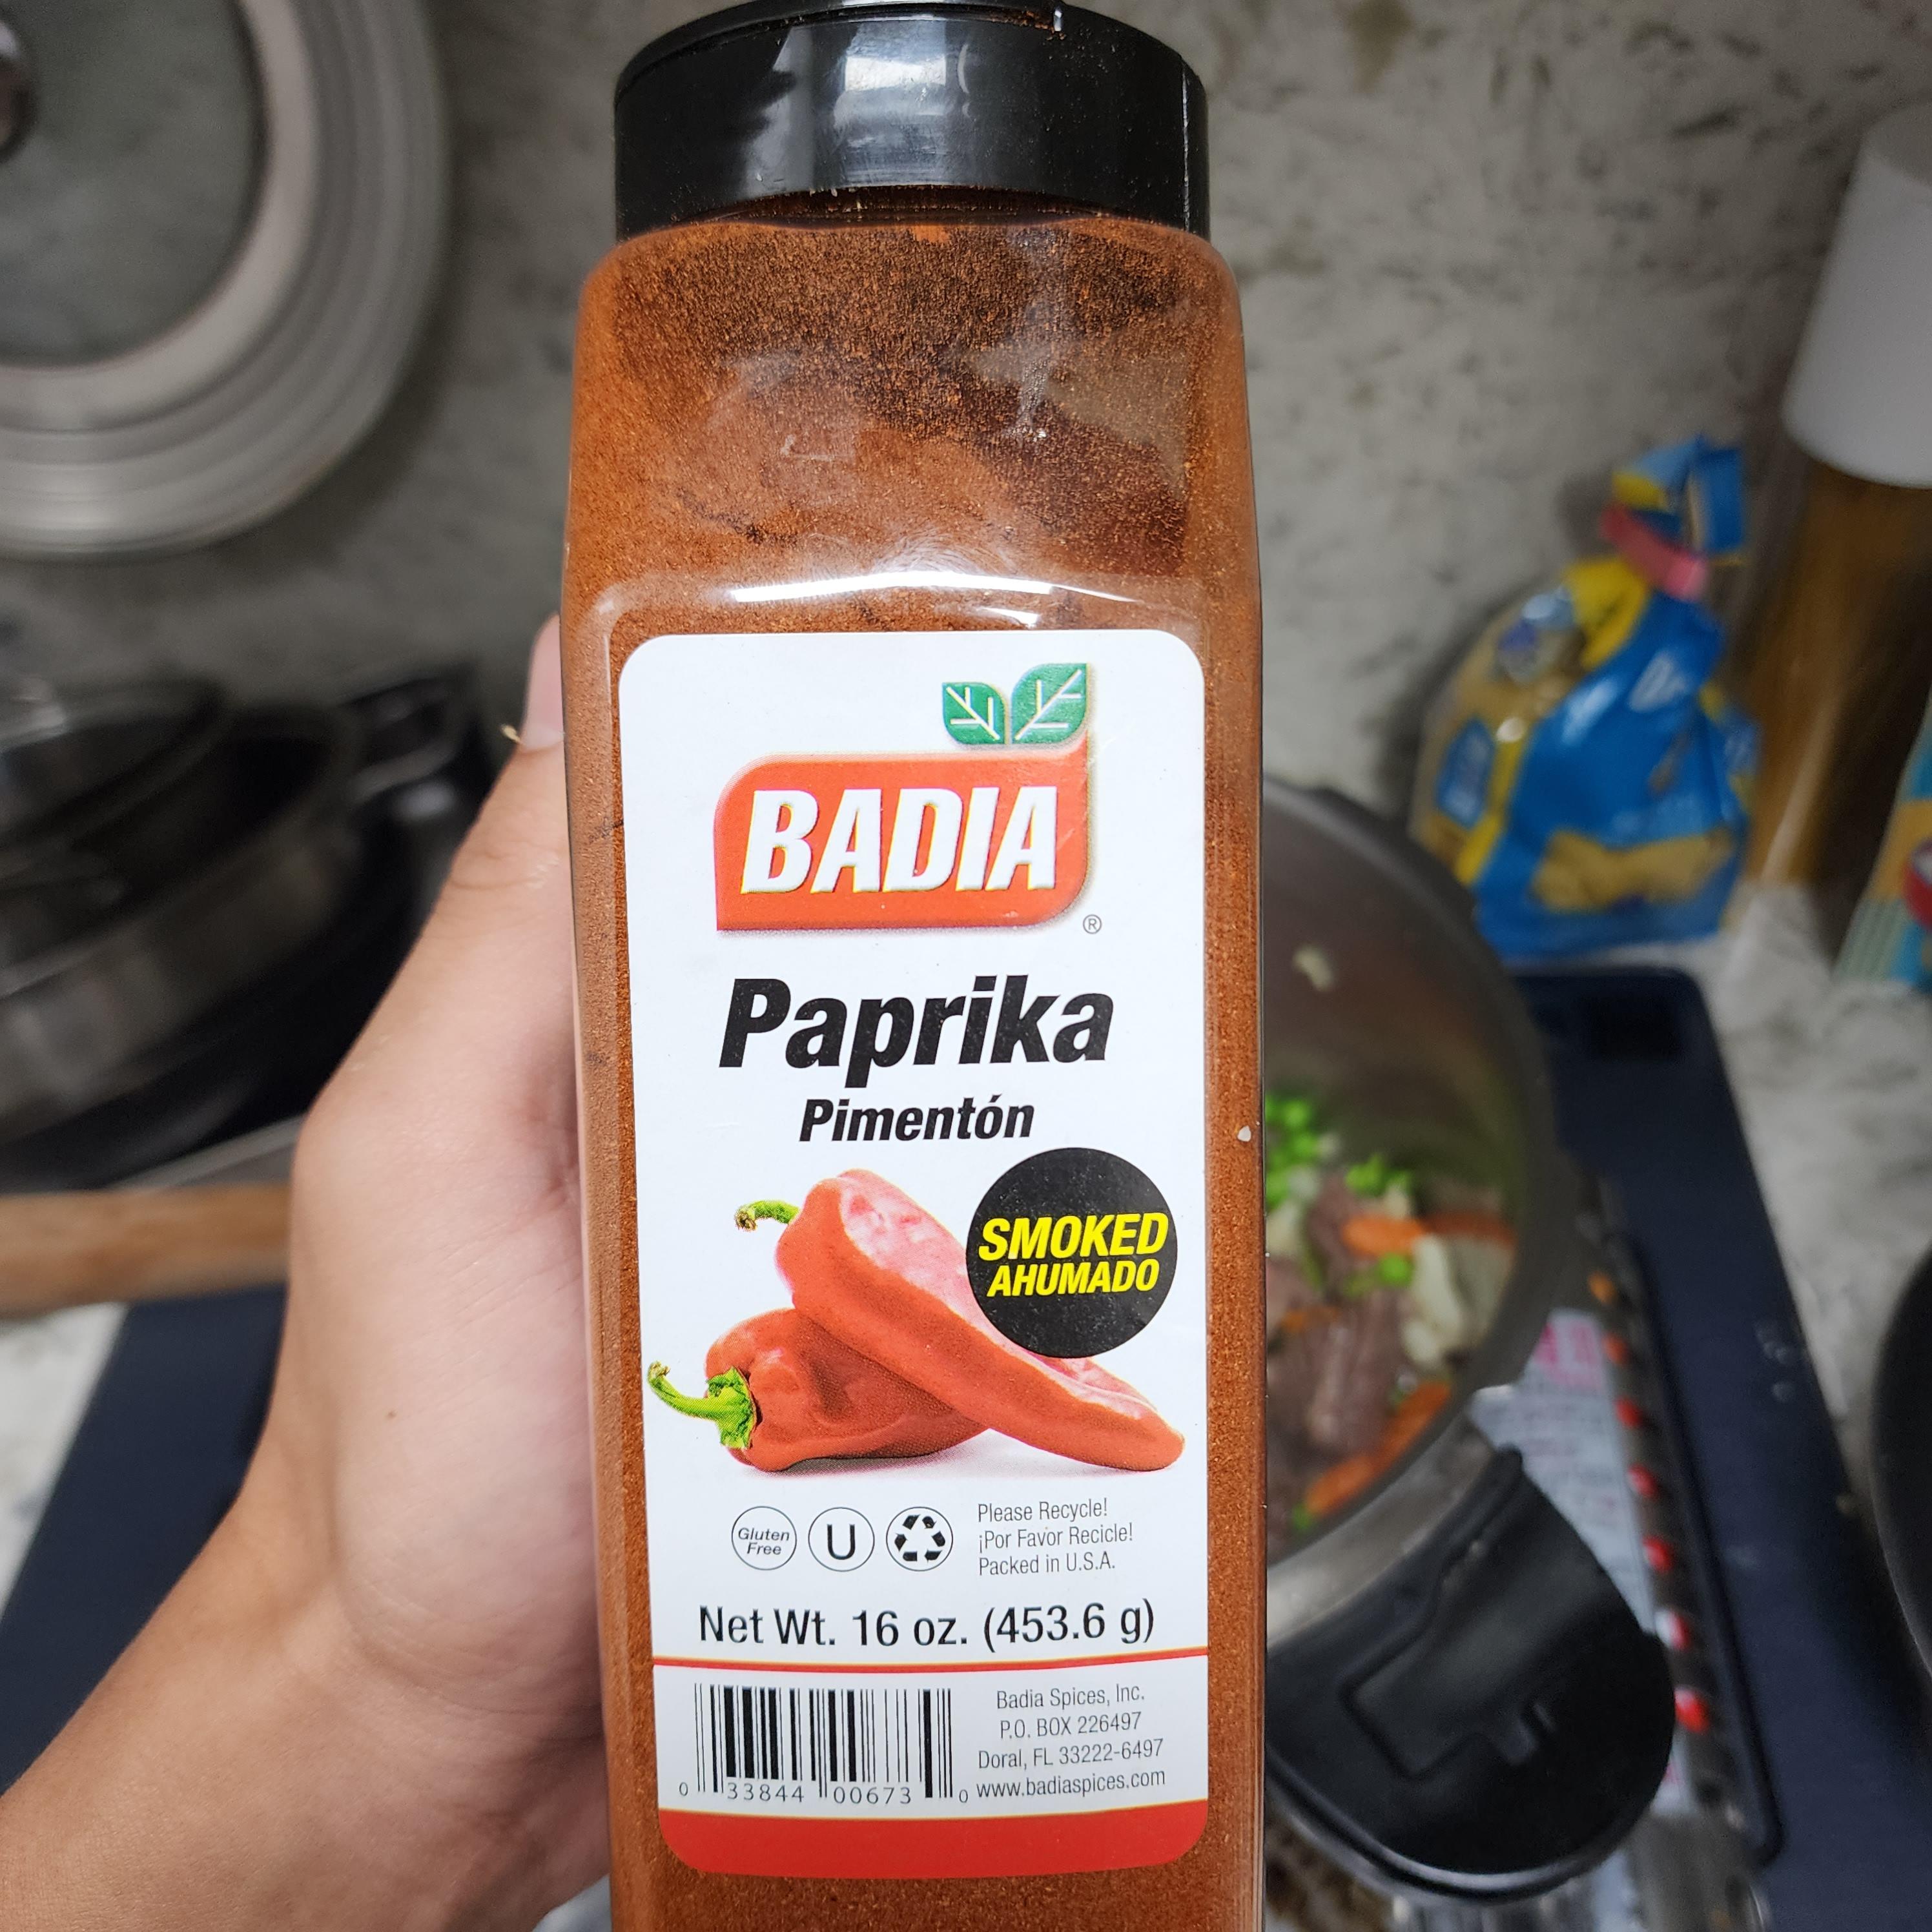 BADIA
®
Paprika
Pimentón
SMOKED
AHUMADO
Gluten
Free
U
Please Recycle!
¡Por Favor Recicle!
Packed in U.S.A.
Net Wt. 16 oz. (453.6 g)
Badia Spices, Inc.
P.O. BOX 226497
Doral, FL 33222-6497
www.badiaspices.com
0 33844 00673 0